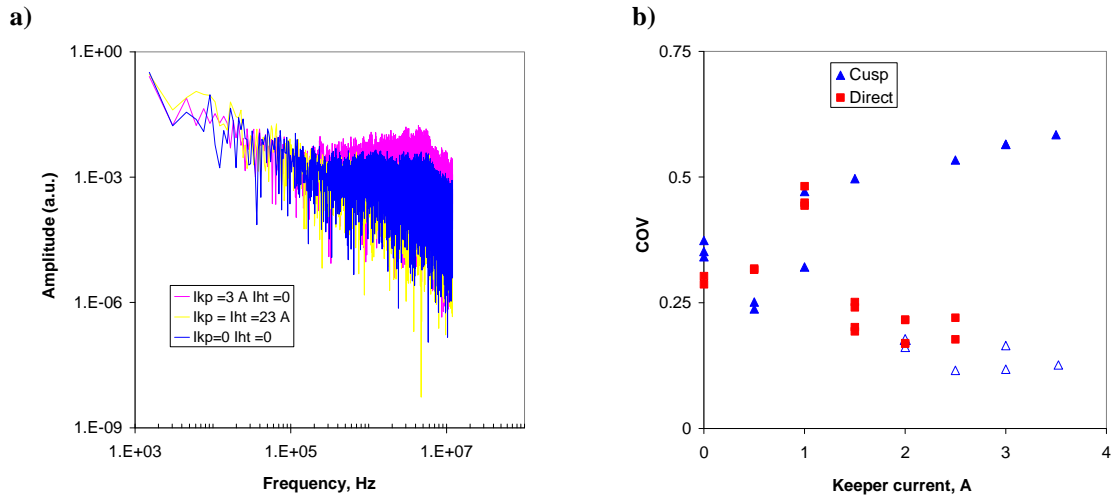 a)
1.E+00
1.E-03
1.E-06
1.E-09
Amplitude (a.u.)
Ikp =3 A Iht =0
Ikp = Iht =23 A
Ikp=0 Iht =0
1.E+03
1.E+05
1.E+07
Frequency, Hz
b)
0.75
0.5
0.25
0
COV
Cusp
Direct
0 1 2 3 4
Keeper current, A